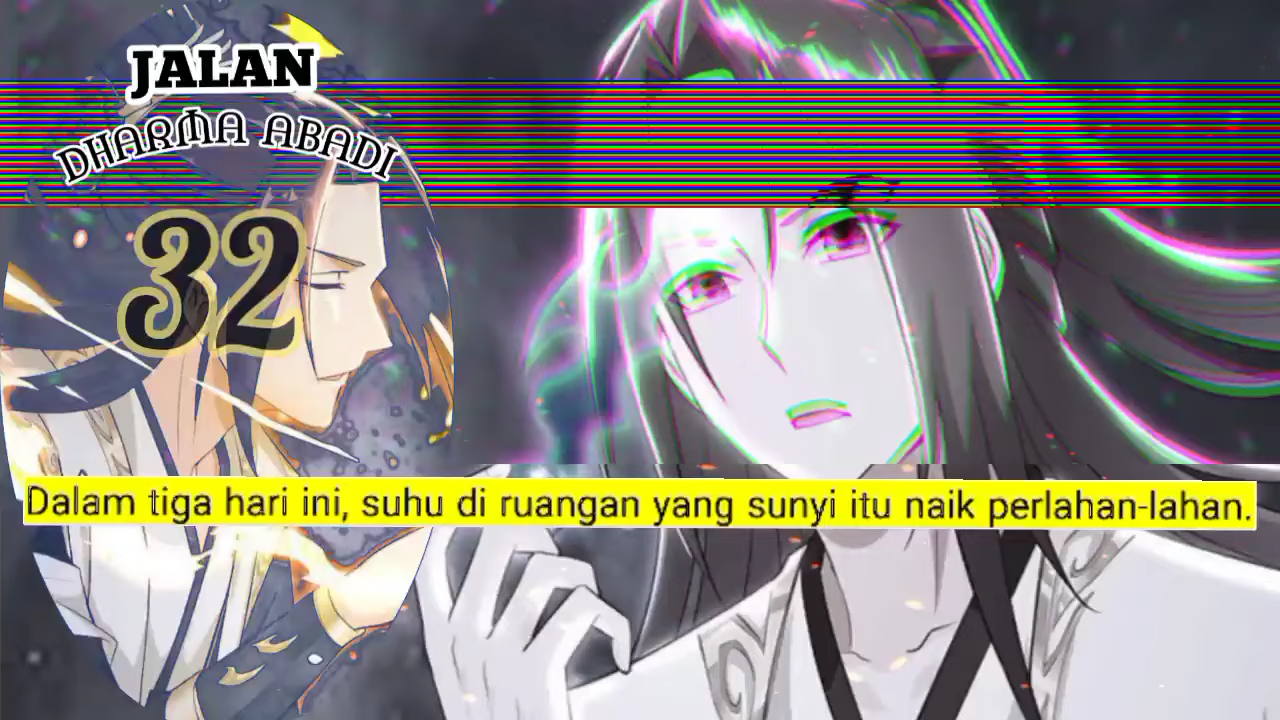 JALAN
DHARMA ABADI
32
Dalam tiga hari ini, suhu di ruangan yang sunyi itu naik perlahan-lahan.